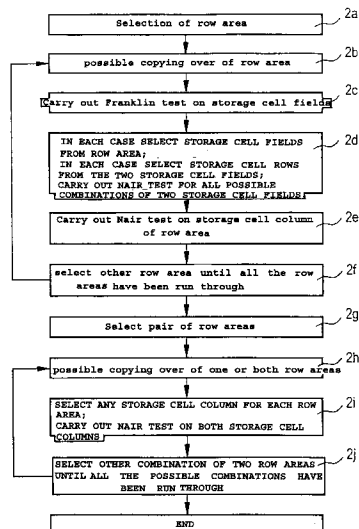 Selection of row area
2a
possible copying over of row area
2b
Carry out Franklin test on storage cell fields
2c
IN EACH CASE SELECT STORAGE CELL FIELDS
FROM ROW AREA;
IN EACH CASE SELECT STORAGE CELL ROWS
FROM THE TWO STORAGE CELL FIELDS;
CARRY OUT NAIR TEST FOR ALL POSSIBLE
COMBINATIONS OF TWO STORAGE CELL FIELDS
2d
Carry out Nair test on storage cell column
of row area
2e
select other row area until all the row
areas have been run through
2f
Select pair of row areas
2g
possible copying over of one or both row areas
2h
SELECT ANY STORAGE CELL COLUMN FOR EACH ROW
AREA;
CARRY OUT NAIR TEST ON BOTH STORAGE CELL
COLUMNS
2i
SELECT OTHER COMBINATION OF TWO ROW AREAS
UNTIL ALL THE POSSIBLE COMBINATIONS HAVE
BEEN RUN THROUGH
2j
END